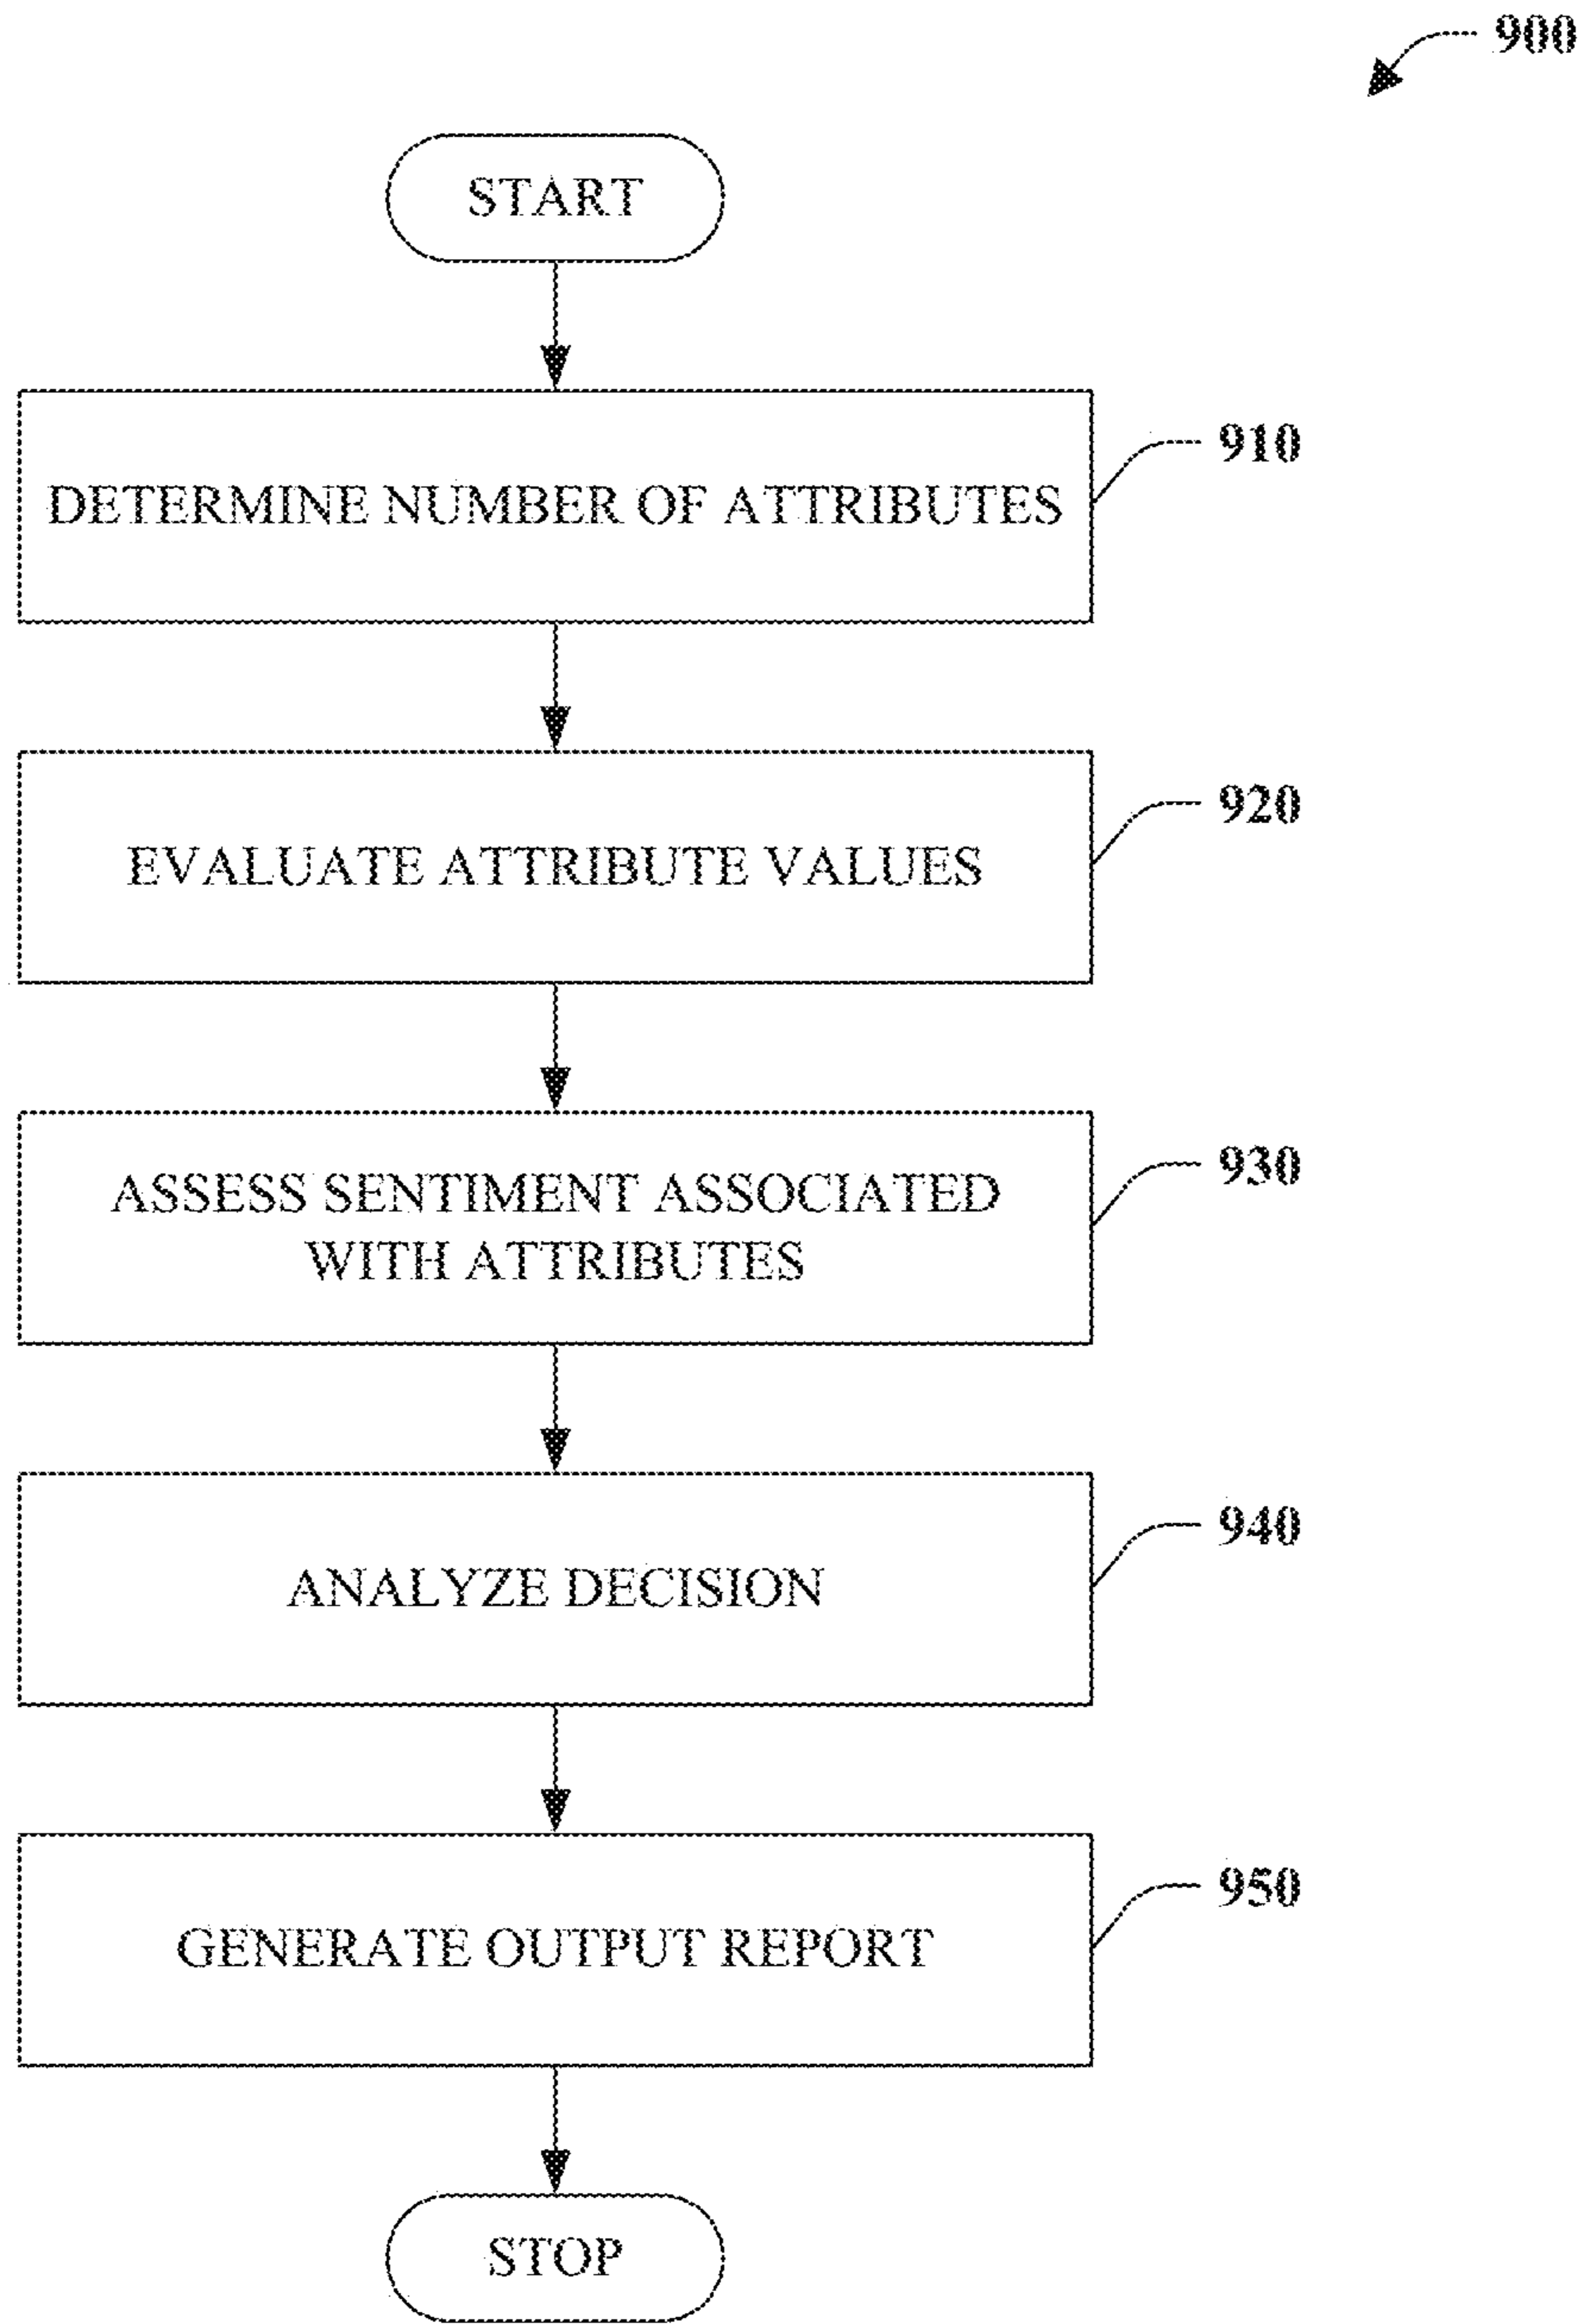 900
START
DETERMINE NUMBER OF ATTRIBUTES
910
EVALUATE ATTRIBUTE VALUES
920
ASSESS SENTIMENT ASSOCIATED
WITH ATTRIBUTES
930
ANALYZE DECISION
940
GENERATE OUTPUT REPORT
950
STOP